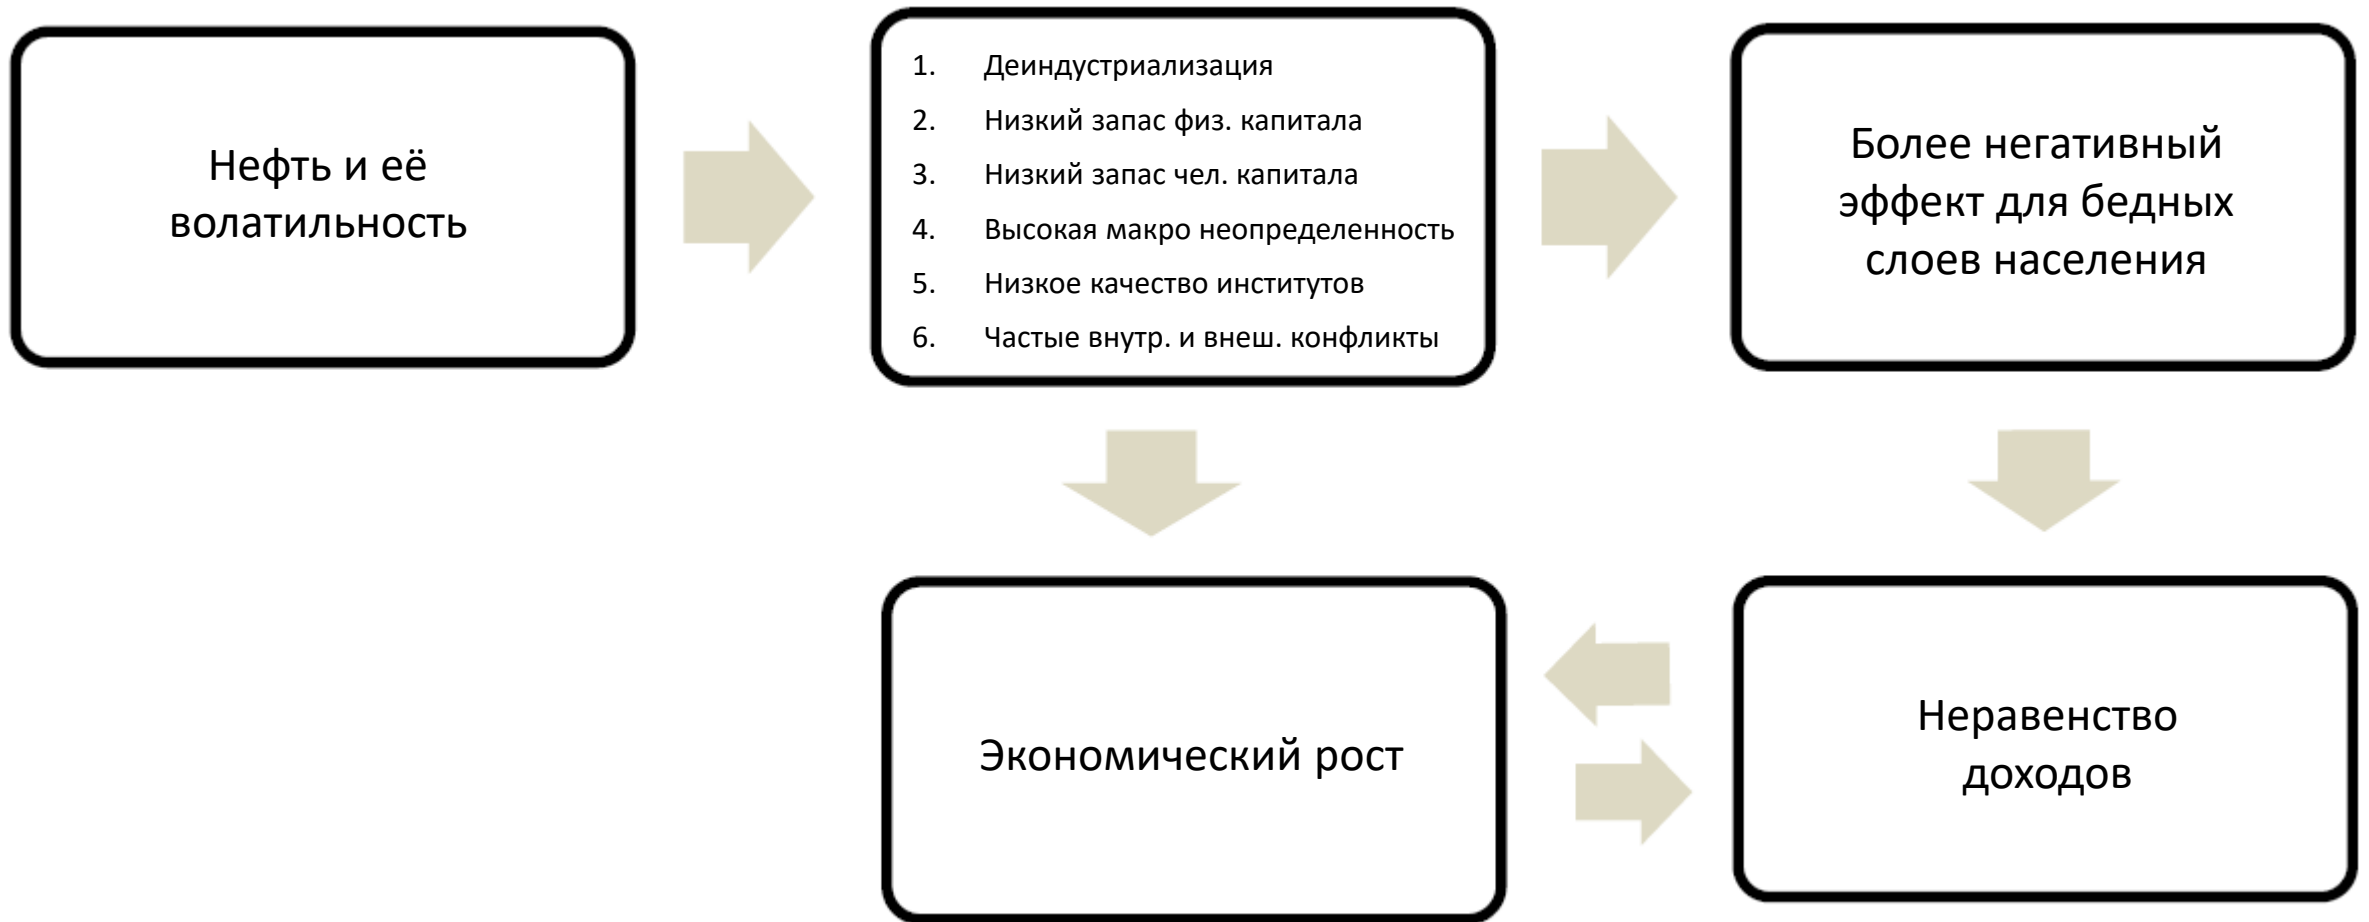 Нефть и её
волатильность
1. Деиндустриализация
2. Низкий запас физ. капитала
3. Низкий запас чел. капитала
4. Высокая макро неопределенность
5. Низкое качество институтов
6. Частые внутр. и внеш. конфликты
Более негативный
эффект для бедных
слоев населения
Экономический рост
Неравенство
доходов